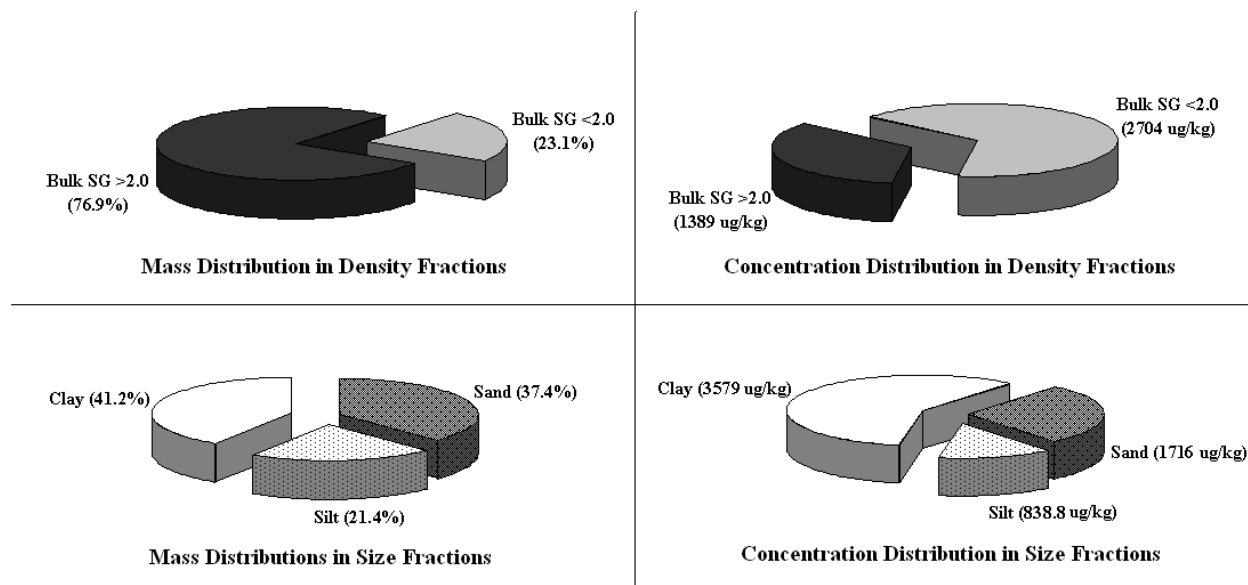 Bulk SG <2.0
(23.1%)
Bulk SG >2.0
(76.9%)
Mass Distribution in Density Fractions
Bulk SG <2.0
(2704 ug/kg)
Bulk SG >2.0
(1389 ug/kg)
Concentration Distribution in Density Fractions
Clay (41.2%)
Sand (37.4%)
Silt (21.4%)
Mass Distributions in Size Fractions
Clay (3579 ug/kg)
Sand (1716 ug/kg)
Silt (838.8 ug/kg)
Concentration Distribution in Size Fractions